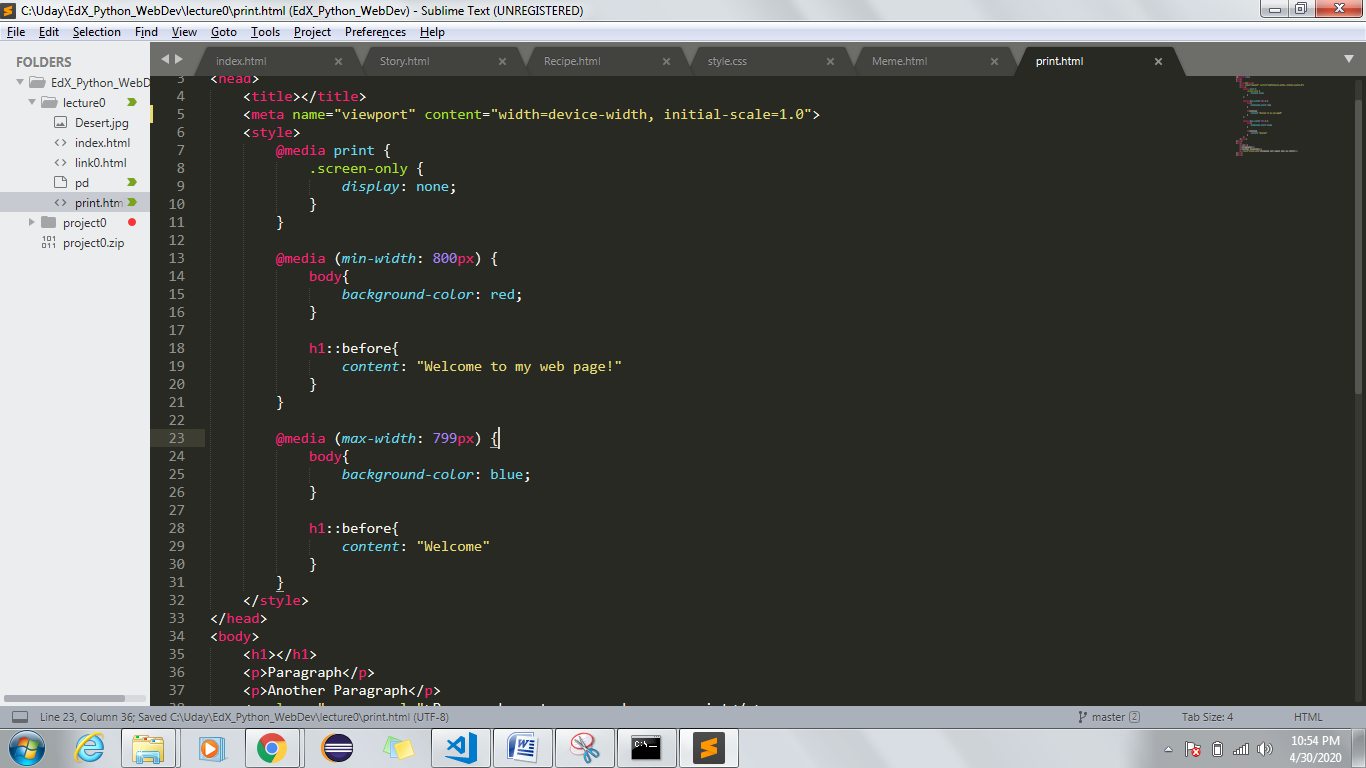 C:\Uday\EdX_Python_WebDev\lecture0\print.html (EdX_Python_WebDev) - Sublime Text (UNREGISTERED)
File Edit Selection Find View Goto Tools Project Preferences Help
FOLDERS
EdX_Python_WebD
lecture0
Desert.jpg
index.html
link0.html
pd
print.htm
project0
project0.zip
index.html Story.html Recipe.html style.css Meme.html print.html
3 <head>
4 <title></title>
5 <meta name="viewport" content="width=device-width, initial-scale=1.0">
6 <style>
7 @media print {
8 .screen-only {
9 display: none;
10 }
11 }
12
13 @media (min-width: 800px) {
14 body{
15 background-color: red;
16 }
17
18 h1::before{
19 content: "Welcome to my web page!"
20 }
21 }
22
23 @media (max-width: 799px) {
24 body{
25 background-color: blue;
26 }
27
28 h1::before{
29 content: "Welcome"
30 }
31 }
32 </style>
33 </head>
34 <body>
35 <h1></h1>
36 <p>Paragraph</p>
37 <p>Another Paragraph</p>
Line 23, Column 36; Saved C:\Uday\EdX_Python_WebDev\lecture0\print.html (UTF-8) master 2 Tab Size: 4 HTML
C:\_
10:54 PM
4/30/2020